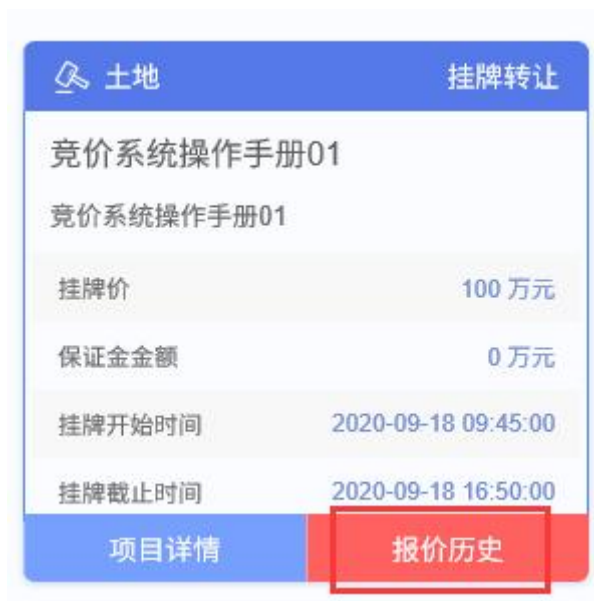 土地 挂牌转让
竞价系统操作手册01
竞价系统操作手册01
挂牌价 100 万元
保证金金额 0 万元
挂牌开始时间 2020-09-18 09:45:00
挂牌截止时间 2020-09-18 16:50:00
项目详情 报价历史